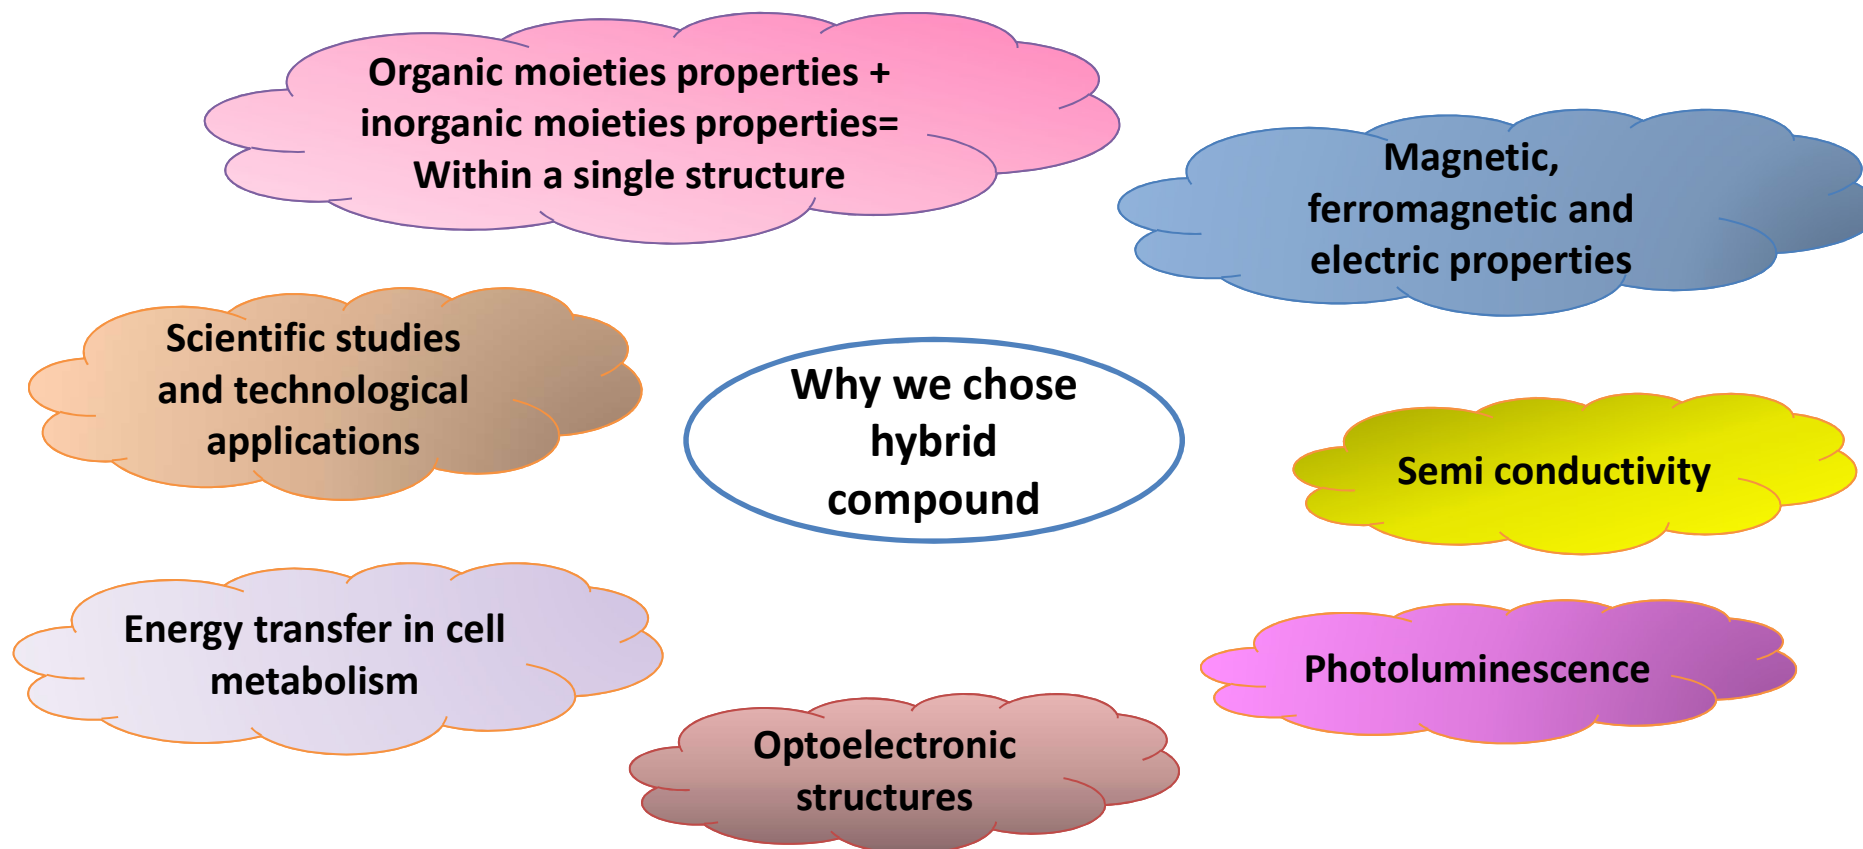 Organic moieties properties +
inorganic moieties properties=
Within a single structure
Magnetic,
ferromagnetic and
electric properties
Scientific studies
and technological
applications
Why we chose
hybrid
compound
Semi conductivity
Energy transfer in cell
metabolism
Photoluminescence
Optoelectronic
structures